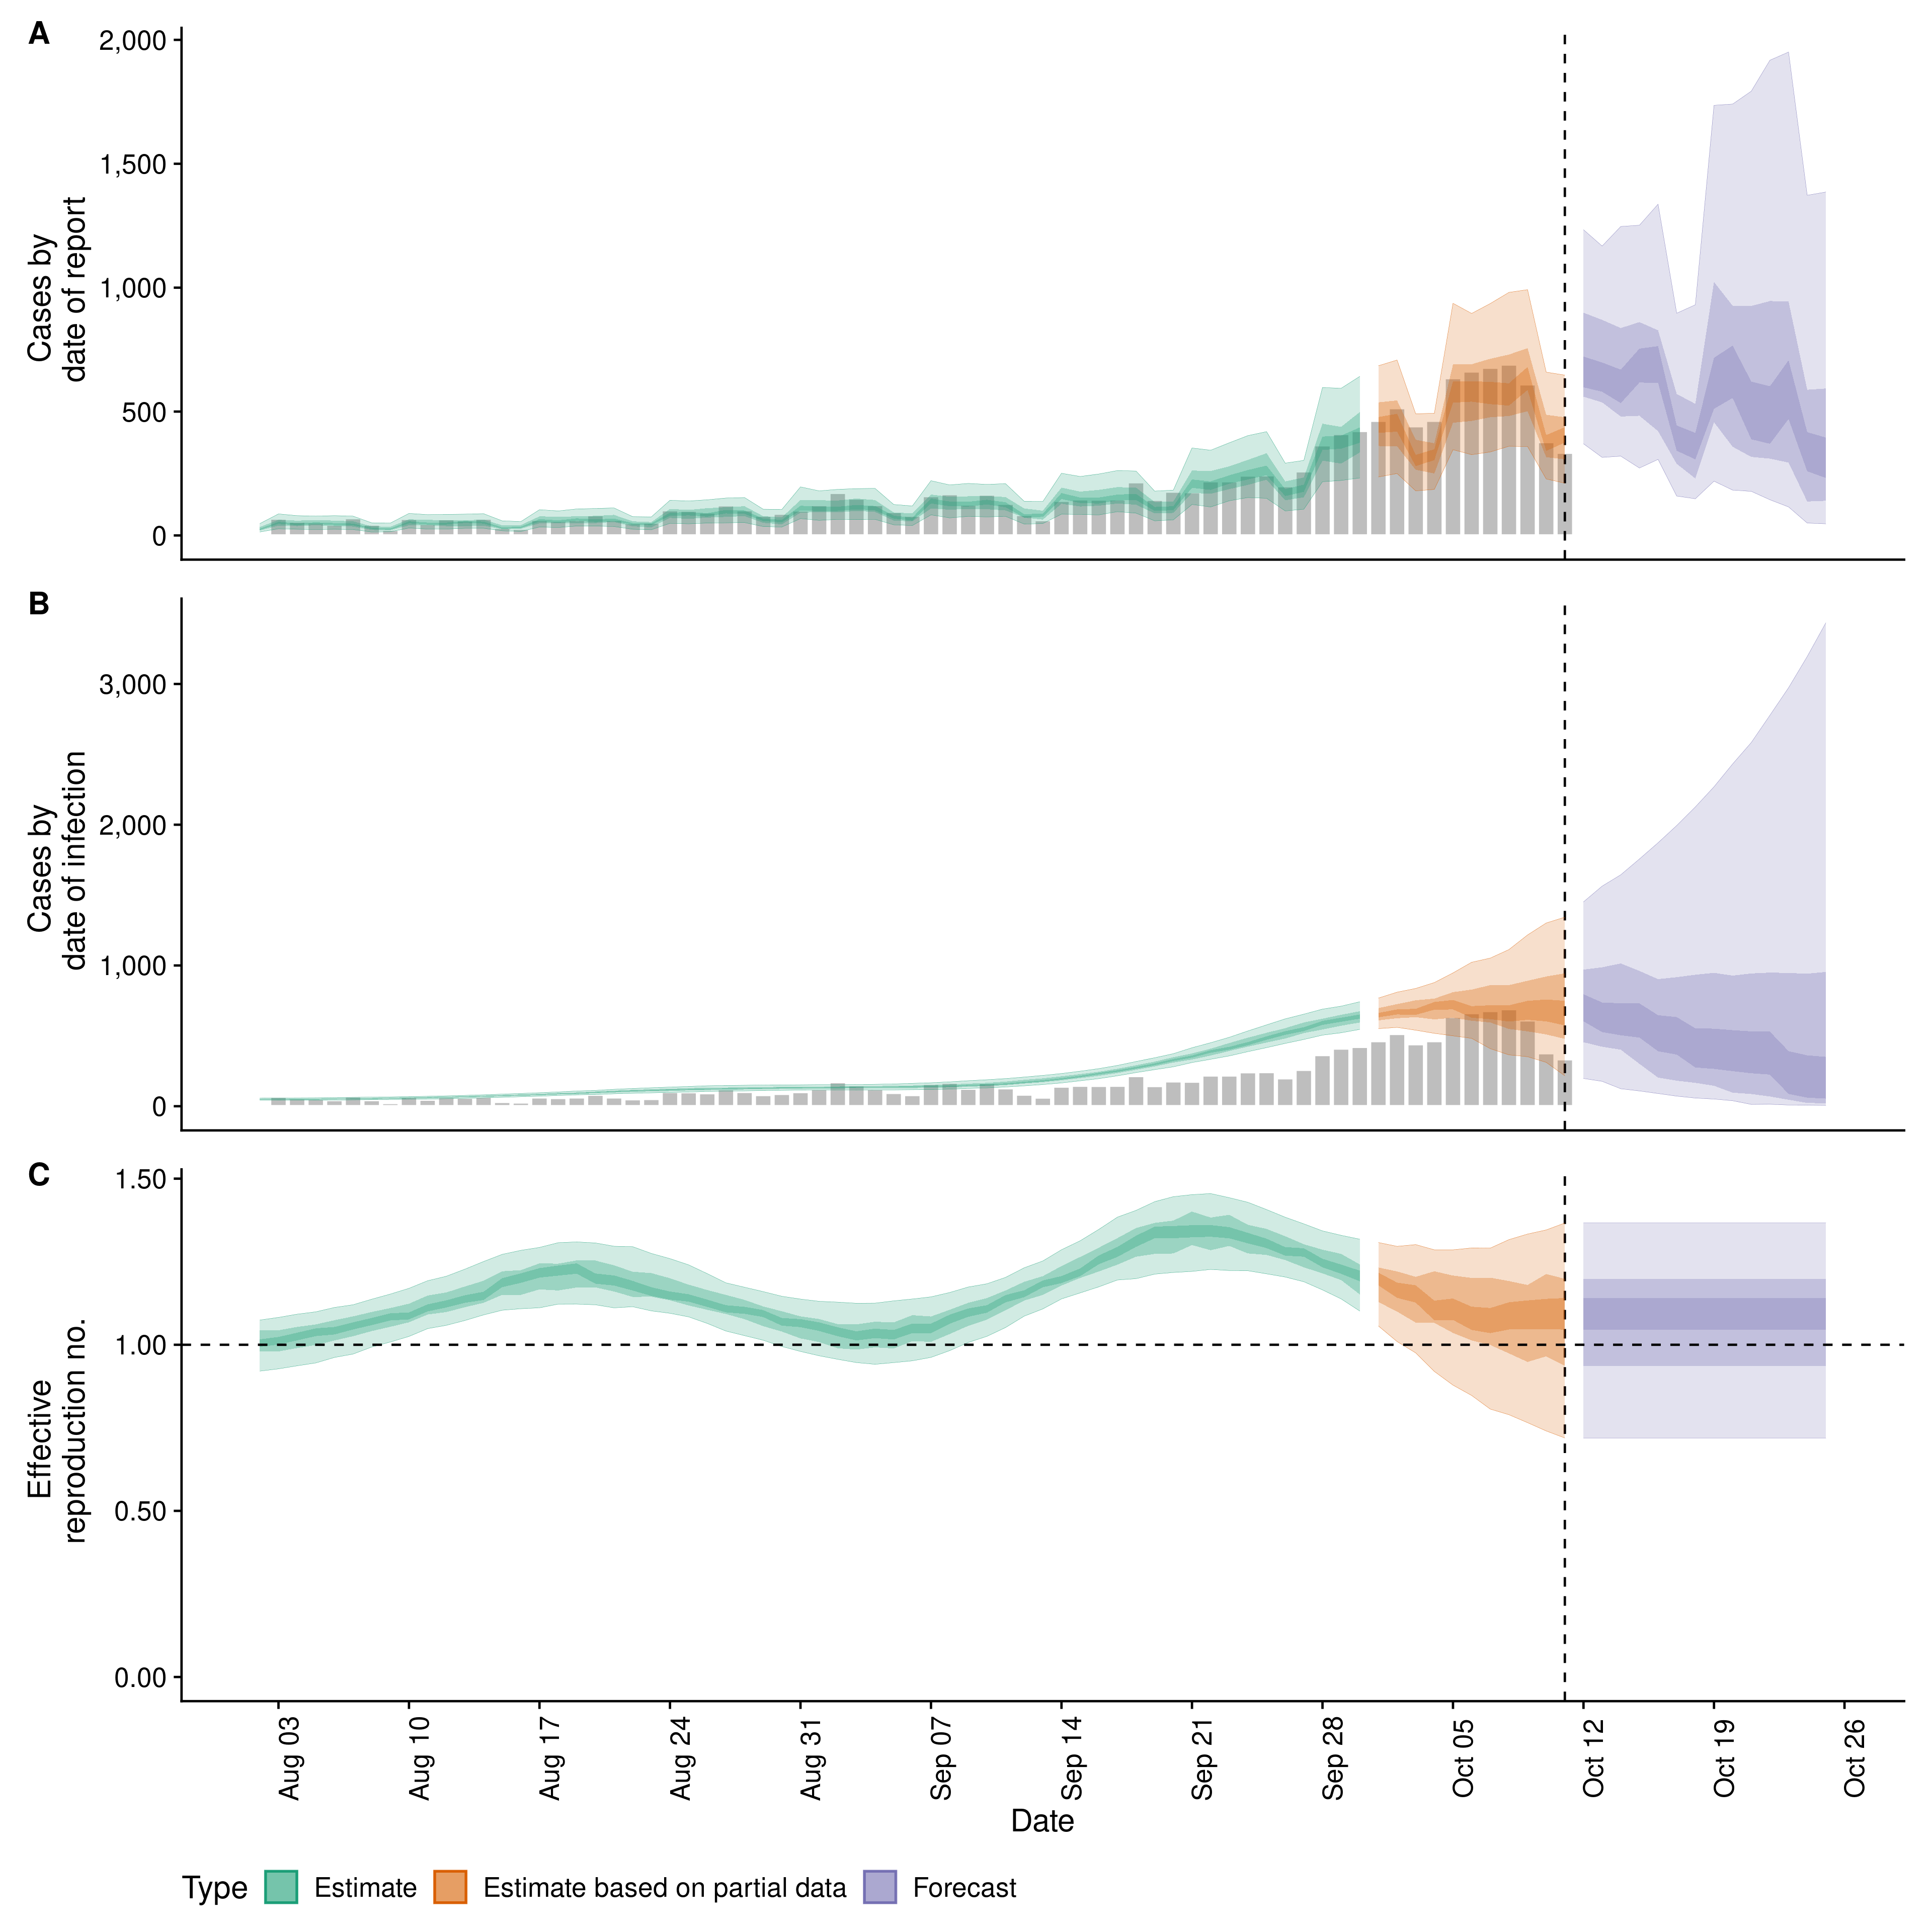 A
Cases by
date of report
2,000
1,500
1,000
500
0
B
Cases by
date of infection
3,000
2,000
1,000
0
C
Effective
reproduction no.
1.50
1.00
0.50
0.00
Aug 03
Aug 10
Aug 17
Aug 24
Aug 31
Sep 07
Sep 14
Sep 21
Sep 28
Oct 05
Oct 12
Oct 19
Oct 26
Date
Type Estimate Estimate based on partial data Forecast